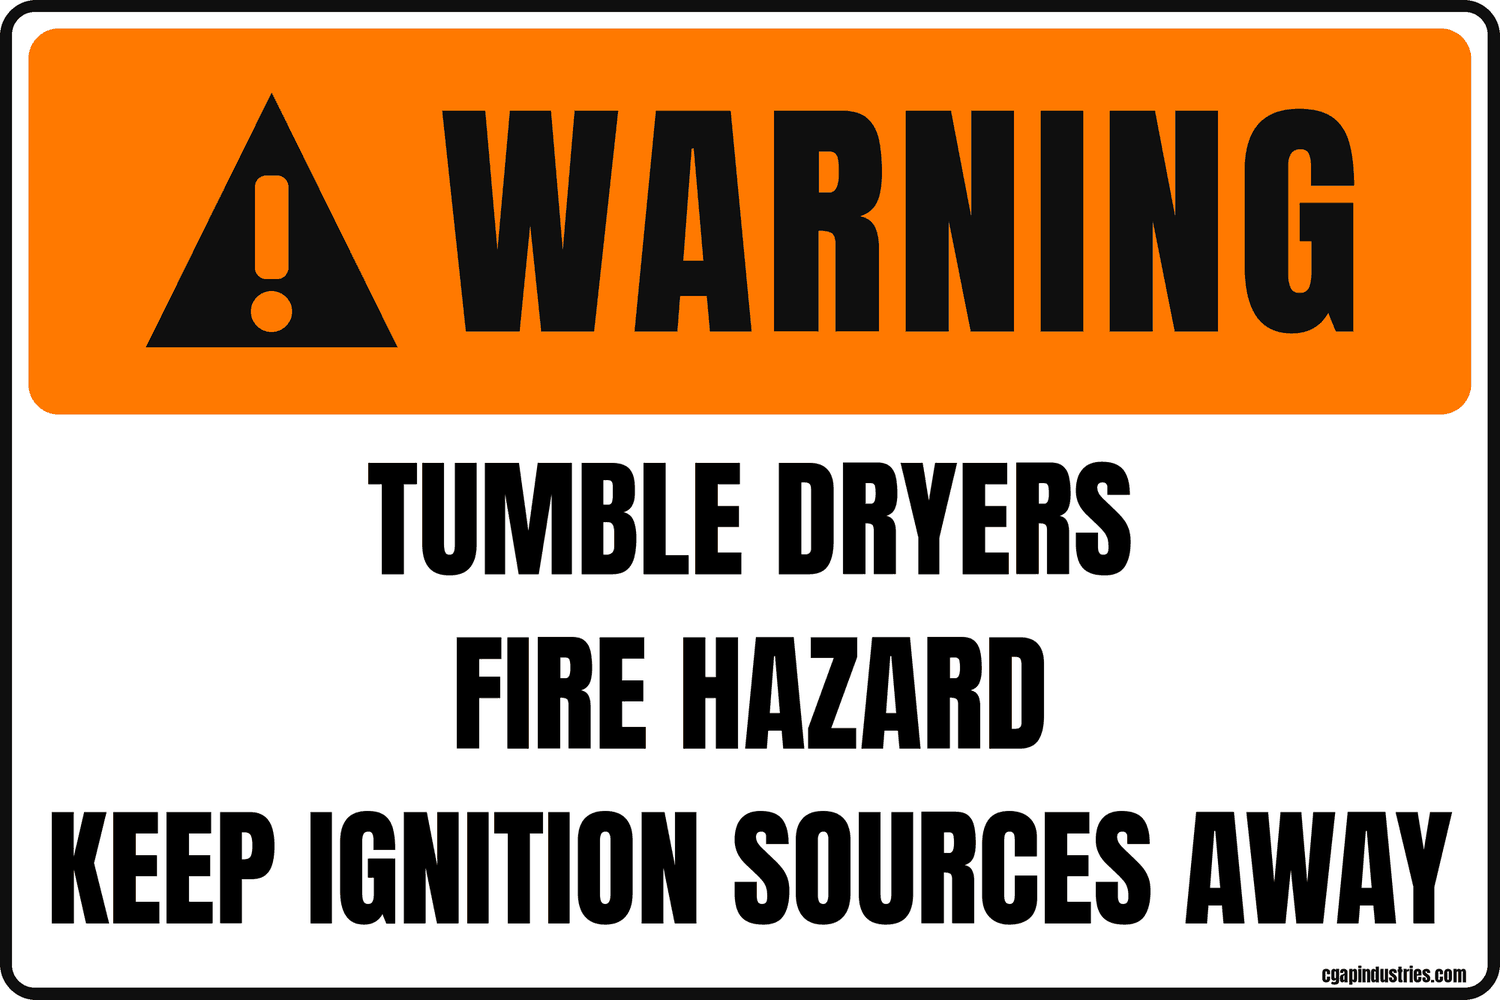 WARNING
TUMBLE DRYERS
FIRE HAZARD
KEEP IGNITION SOURCES AWAY
cgapindustries.com